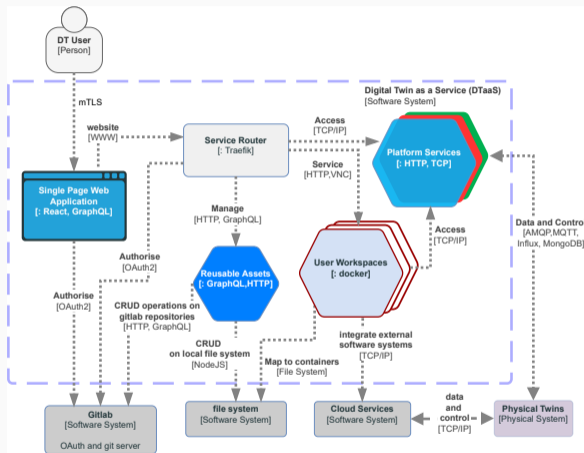 DT User
[Person]
mTLS
Digital Twin as a Service (DTaaS)
[Software System]
website
[WWW]
Access
[TCP/IP]
Service Router
[: Traefik]
Platform Services
[: HTTP, TCP]
Service
[HTTP,VNC]
Single Page Web
Application
[: React, GraphQL]
Manage
[HTTP, GraphQL]
Data and Control
[AMQP,MQTT,
Influx, MongoDB]
Access
[TCP/IP]
Authorise
[OAuth2]
Reusable Assets
[: GraphQL,HTTP]
User Workspaces
[: docker]
Authorise
[OAuth2]
CRUD operations on
gitlab repositories
[HTTP, GraphQL]
CRUD
on local file system
[NodeJS]
Map to containers
[File System]
integrate external
software systems
[TCP/IP]
Gitlab
[Software System]
OAuth and git server
file system
[Software System]
Cloud Services
[Software System]
data
and
control
[TCP/IP]
Physical Twins
[Physical System]